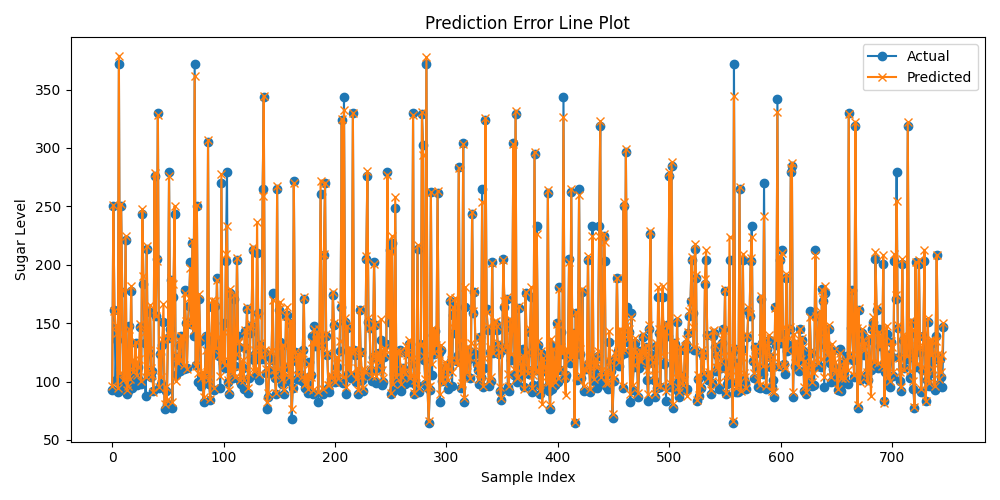 Prediction Error Line Plot
Actual
Predicted
Sugar Level
350
300
250
200
150
100
50
0 100 200 300 400 500 600 700
Sample Index